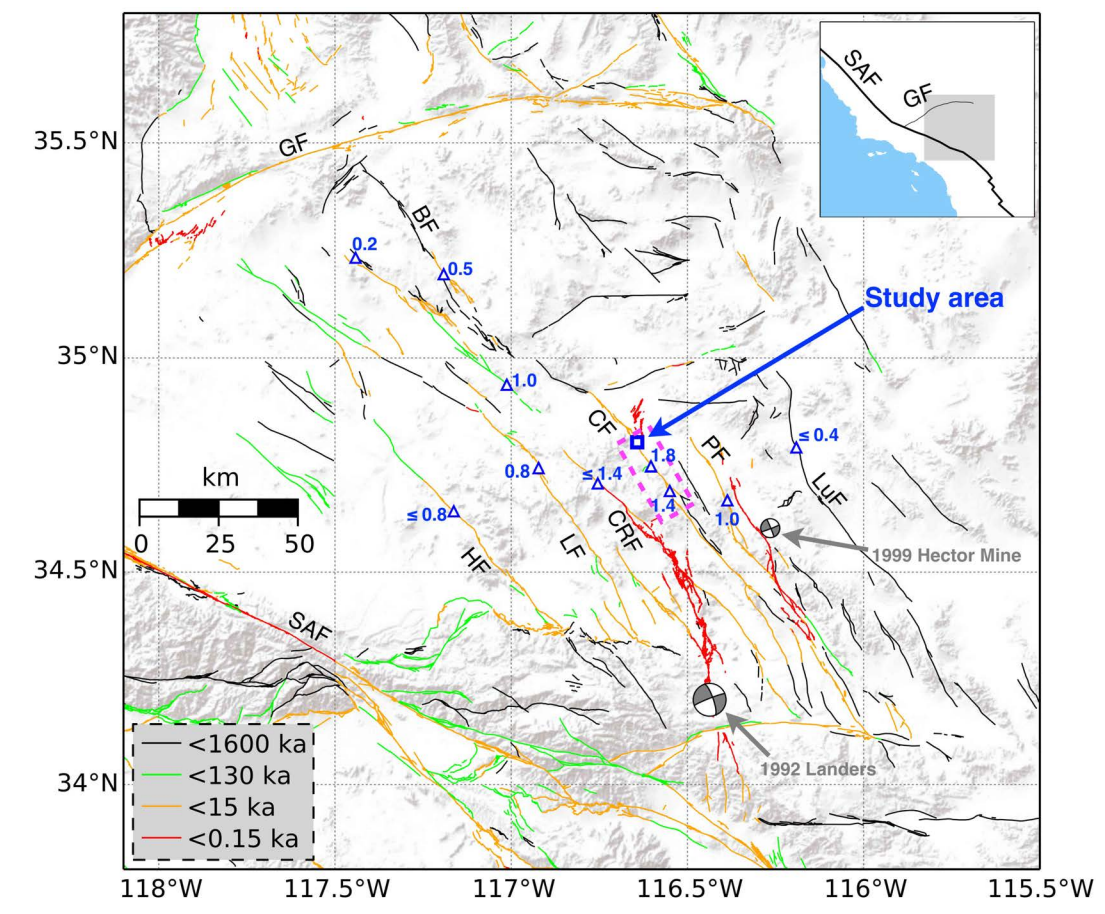 SAF
GF
35.5°N
GF
BF
0.2
0.5
Study area
35°N
1.0
CF
PF
≤ 0.4
1.8
0.8
≤ 1.4
1.4
1.0
LuF
km
0 25 50
≤ 0.8
CRF
LF
HF
1999 Hector Mine
34.5°N
SAF
<1600 ka
<130 ka
<15 ka
<0.15 ka
1992 Landers
34°N
118°W 117.5°W 117°W 116.5°W 116°W 115.5°W